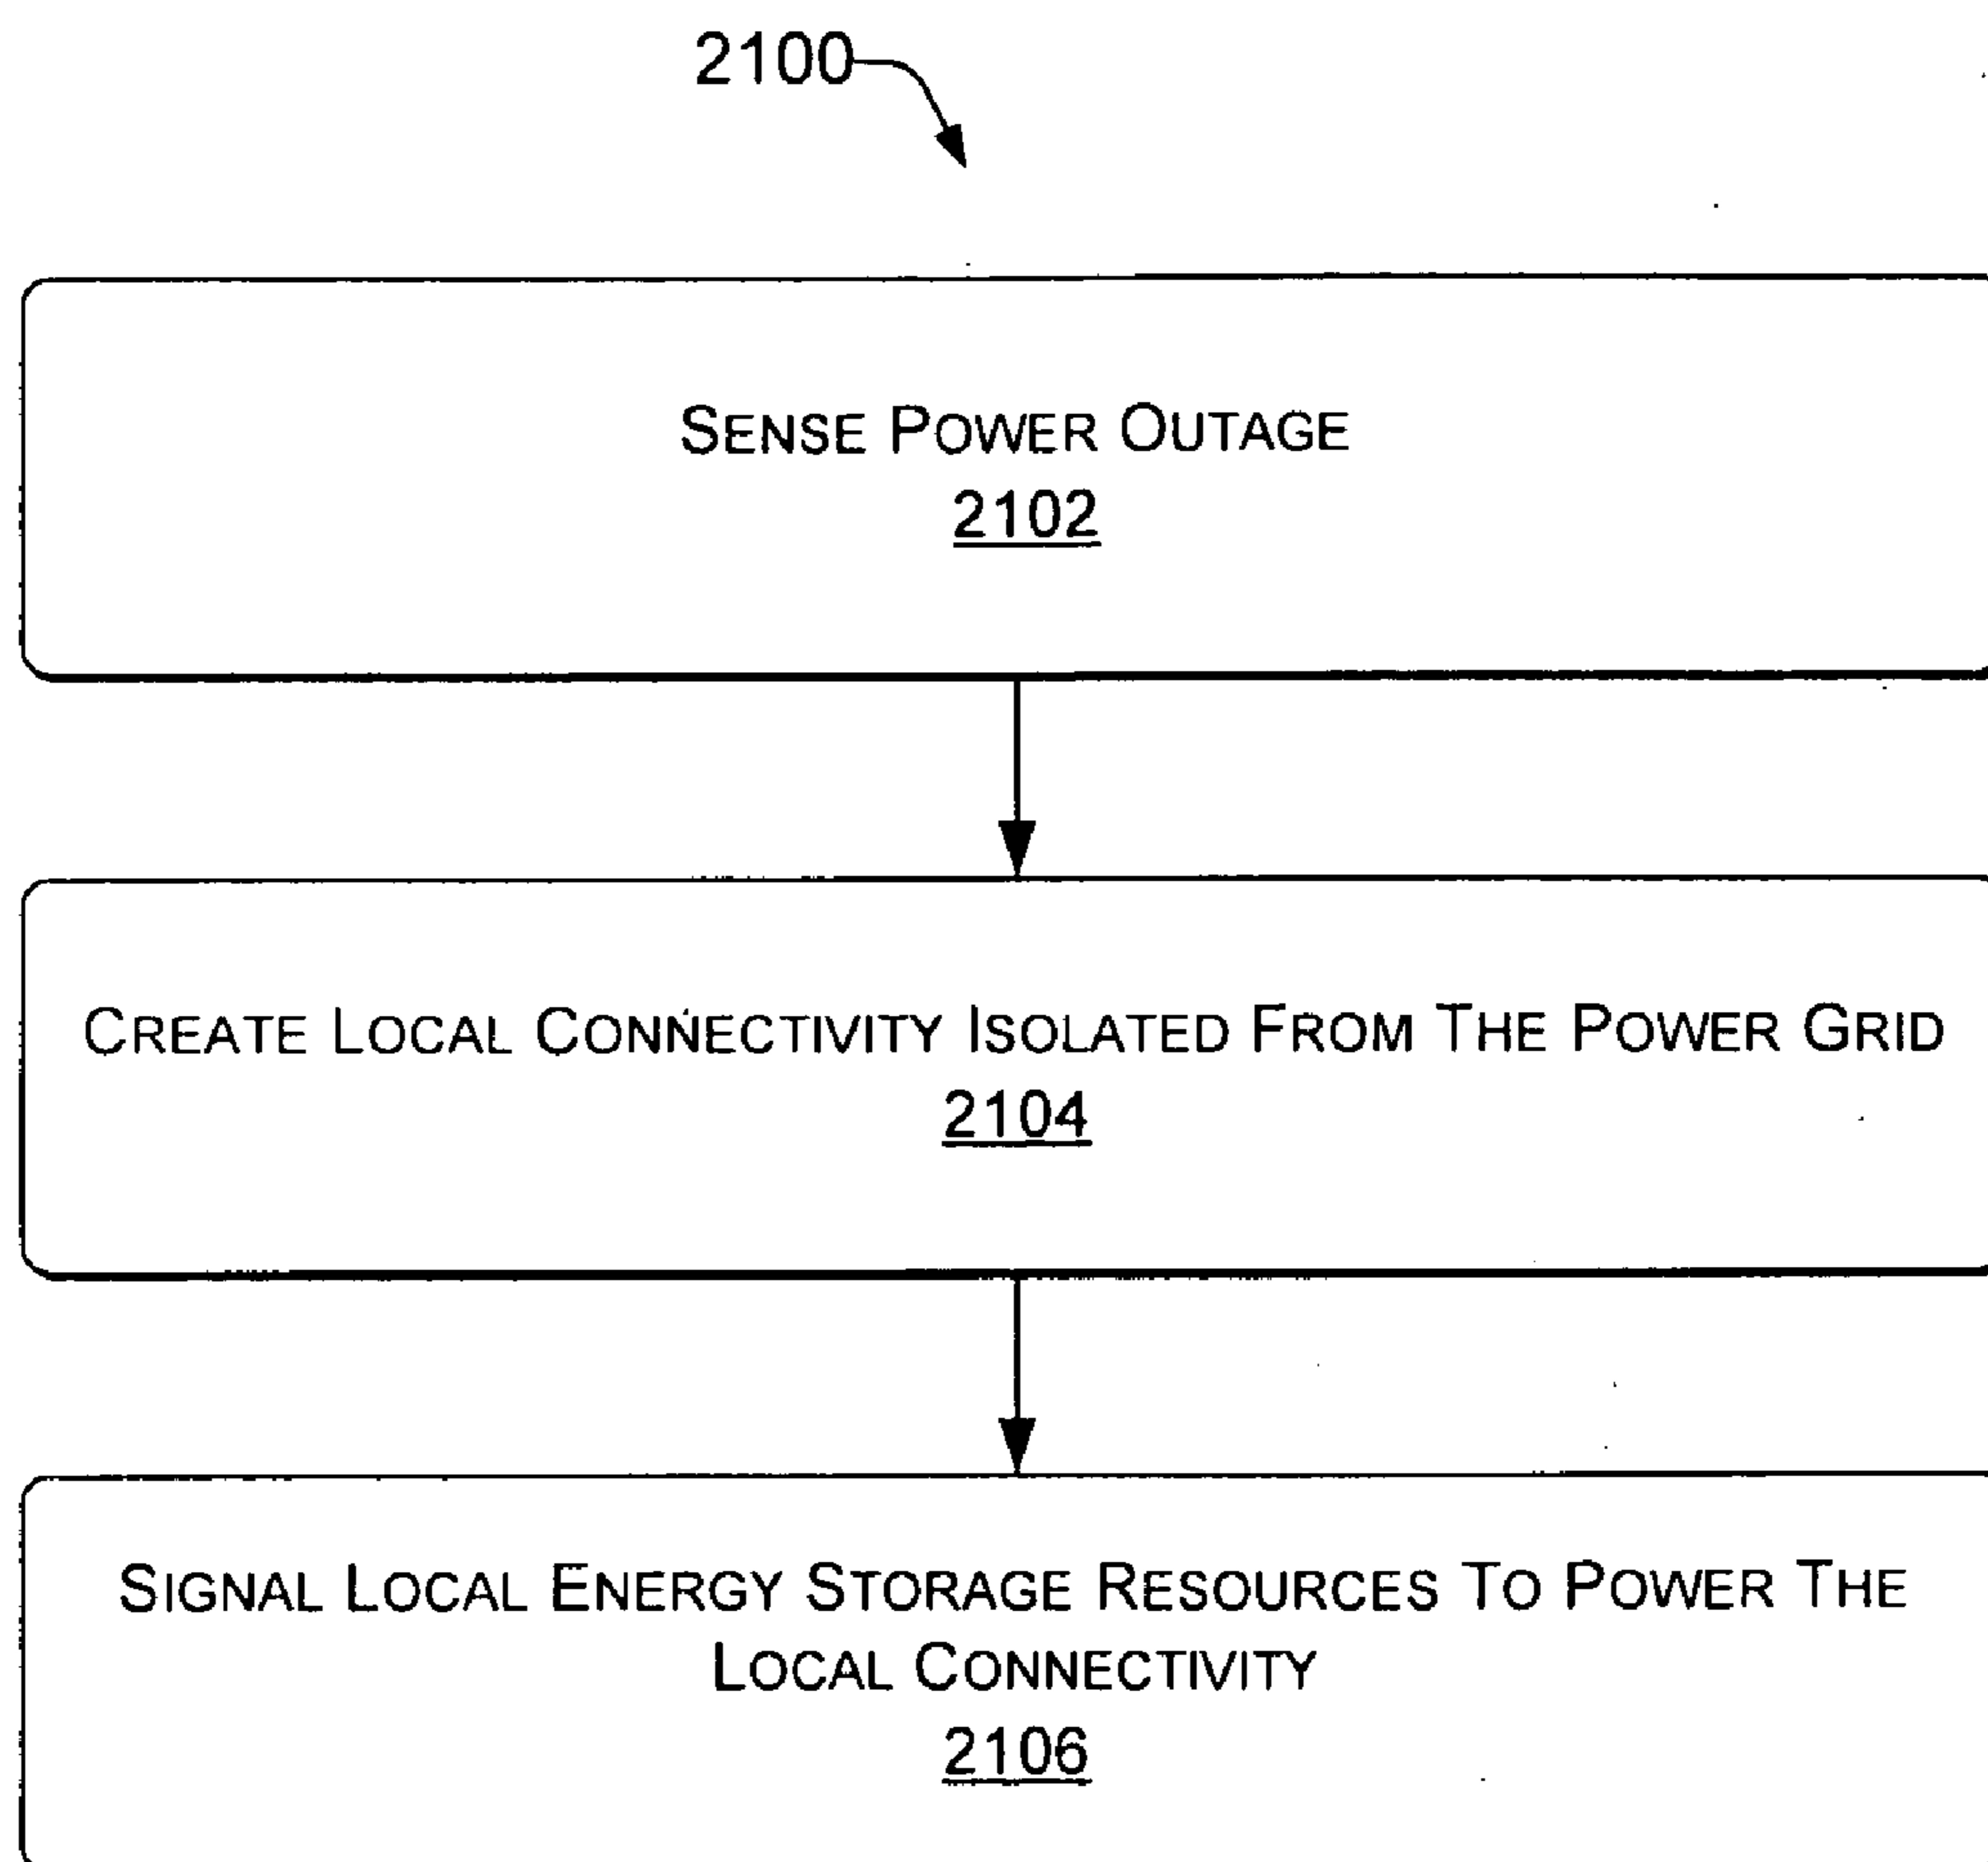 2100
SENSE POWER OUTAGE
2102
CREATE LOCAL CONNECTIVITY ISOLATED FROM THE POWER GRID
2104
SIGNAL LOCAL ENERGY STORAGE RESOURCES TO POWER THE
LOCAL CONNECTIVITY
2106